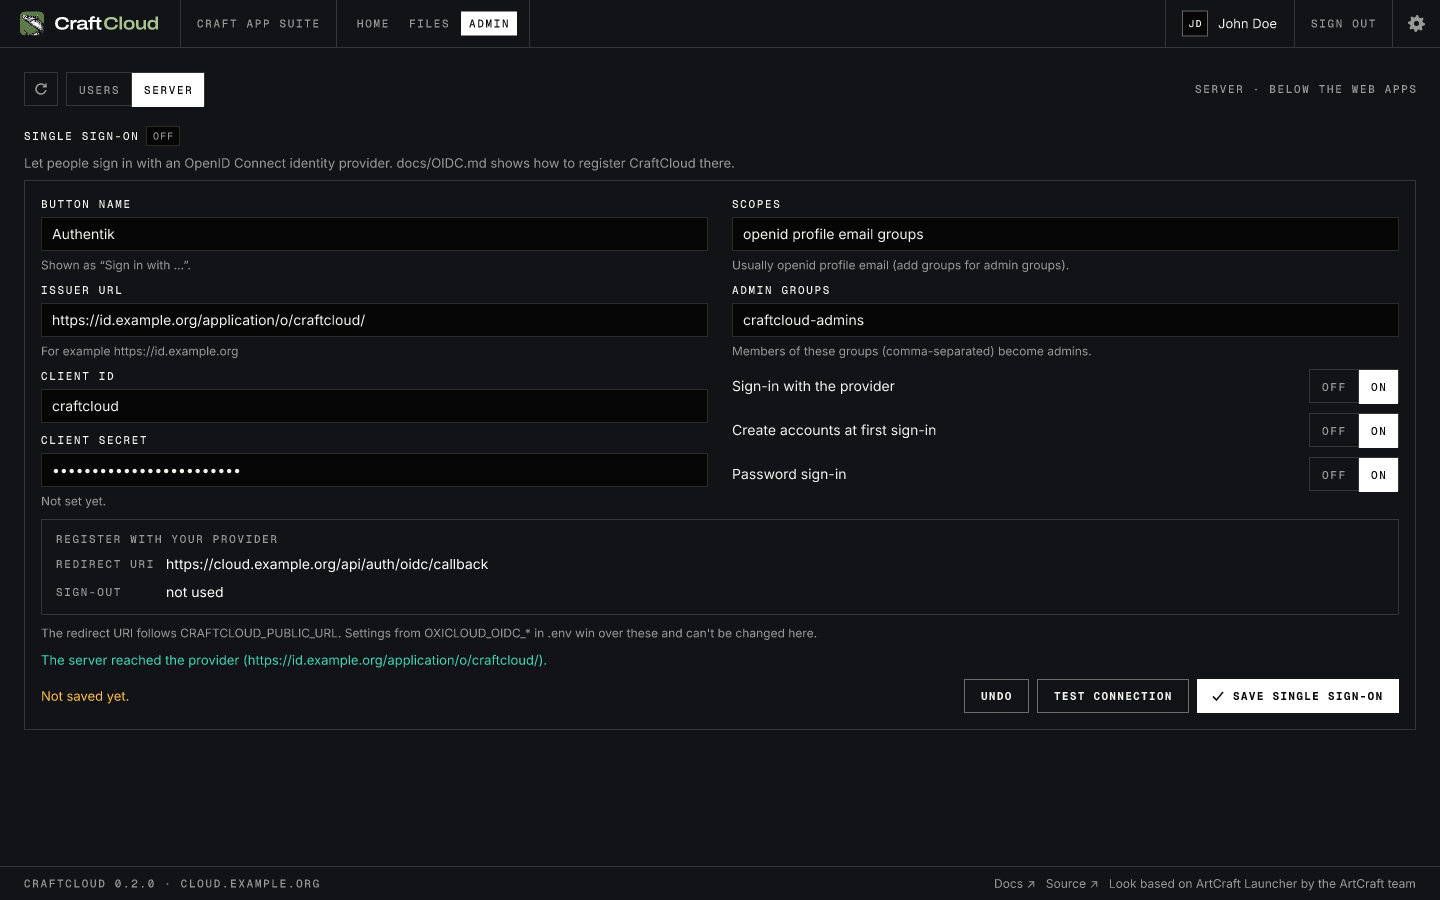 CraftCloud
CRAFT APP SUITE
HOME FILES ADMIN
JD John Doe
SIGN OUT
USERS SERVER
SERVER · BELOW THE WEB APPS
SINGLE SIGN-ON OFF
Let people sign in with an OpenID Connect identity provider. docs/OIDC.md shows how to register CraftCloud there.
BUTTON NAME
Authentik
Shown as “Sign in with …”.
ISSUER URL
https://id.example.org/application/o/craftcloud/
For example https://id.example.org
CLIENT ID
craftcloud
CLIENT SECRET
••••••••••••••••••••••••
Not set yet.
SCOPES
openid profile email groups
Usually openid profile email (add groups for admin groups).
ADMIN GROUPS
craftcloud-admins
Members of these groups (comma-separated) become admins.
Sign-in with the provider OFF ON
Create accounts at first sign-in OFF ON
Password sign-in OFF ON
REGISTER WITH YOUR PROVIDER
REDIRECT URI https://cloud.example.org/api/auth/oidc/callback
SIGN-OUT not used
The redirect URI follows CRAFTCLOUD_PUBLIC_URL. Settings from OXICLOUD_OIDC_* in .env win over these and can't be changed here.
The server reached the provider (https://id.example.org/application/o/craftcloud/).
Not saved yet.
UNDO TEST CONNECTION ✓ SAVE SINGLE SIGN-ON
CRAFTCLOUD 0.2.0 · CLOUD.EXAMPLE.ORG
Docs ↗ Source ↗ Look based on ArtCraft Launcher by the ArtCraft team